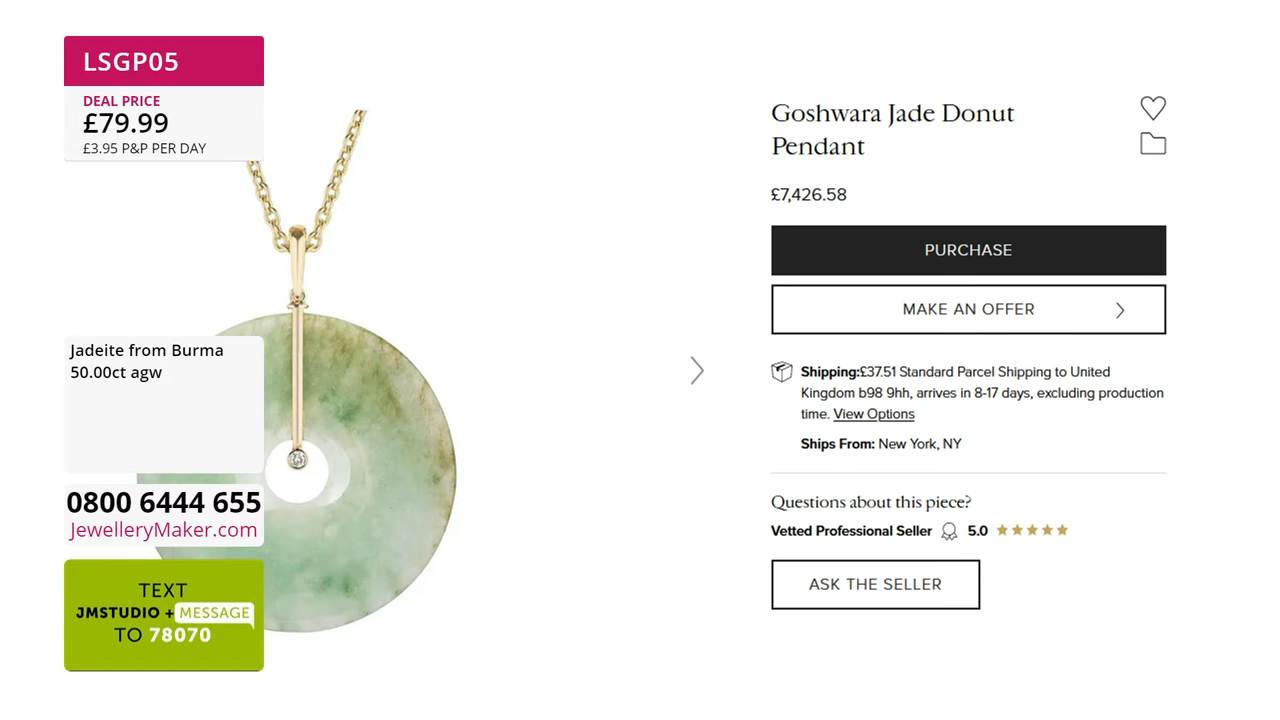 LSGP05
DEAL PRICE
£79.99
£3.95 P&P PER DAY
Jadeite from Burma
50.00ct agw
0800 6444 655
JewelleryMaker.com
TEXT
JMSTUDIO + MESSAGE
TO 78070
Goshwara Jade Donut
Pendant
£7,426.58
PURCHASE
MAKE AN OFFER
Shipping:£37.51 Standard Parcel Shipping to United
Kingdom b98 9hh, arrives in 8-17 days, excluding production
time. View Options
Ships From: New York, NY
Questions about this piece?
Vetted Professional Seller 5.0
ASK THE SELLER